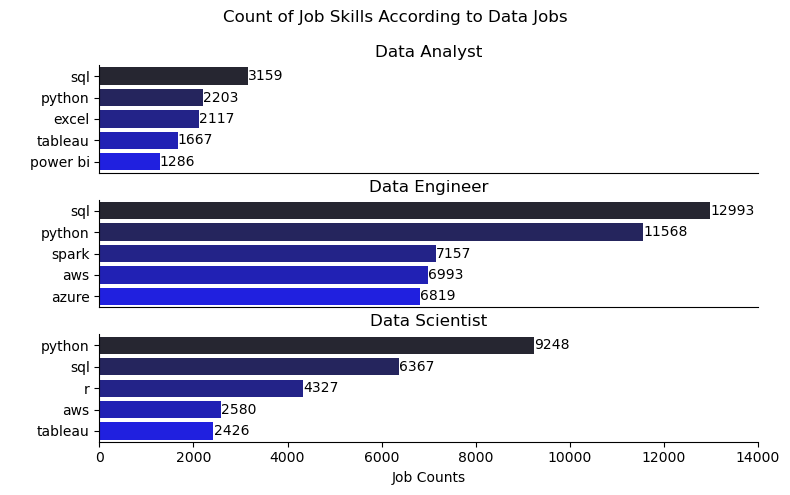 Count of Job Skills According to Data Jobs
Data Analyst
sql 3159
python 2203
excel 2117
tableau 1667
power bi 1286
Data Engineer
sql 12993
python 11568
spark 7157
aws 6993
azure 6819
Data Scientist
python 9248
sql 6367
r 4327
aws 2580
tableau 2426
0 2000 4000 6000 8000 10000 12000 14000
Job Counts